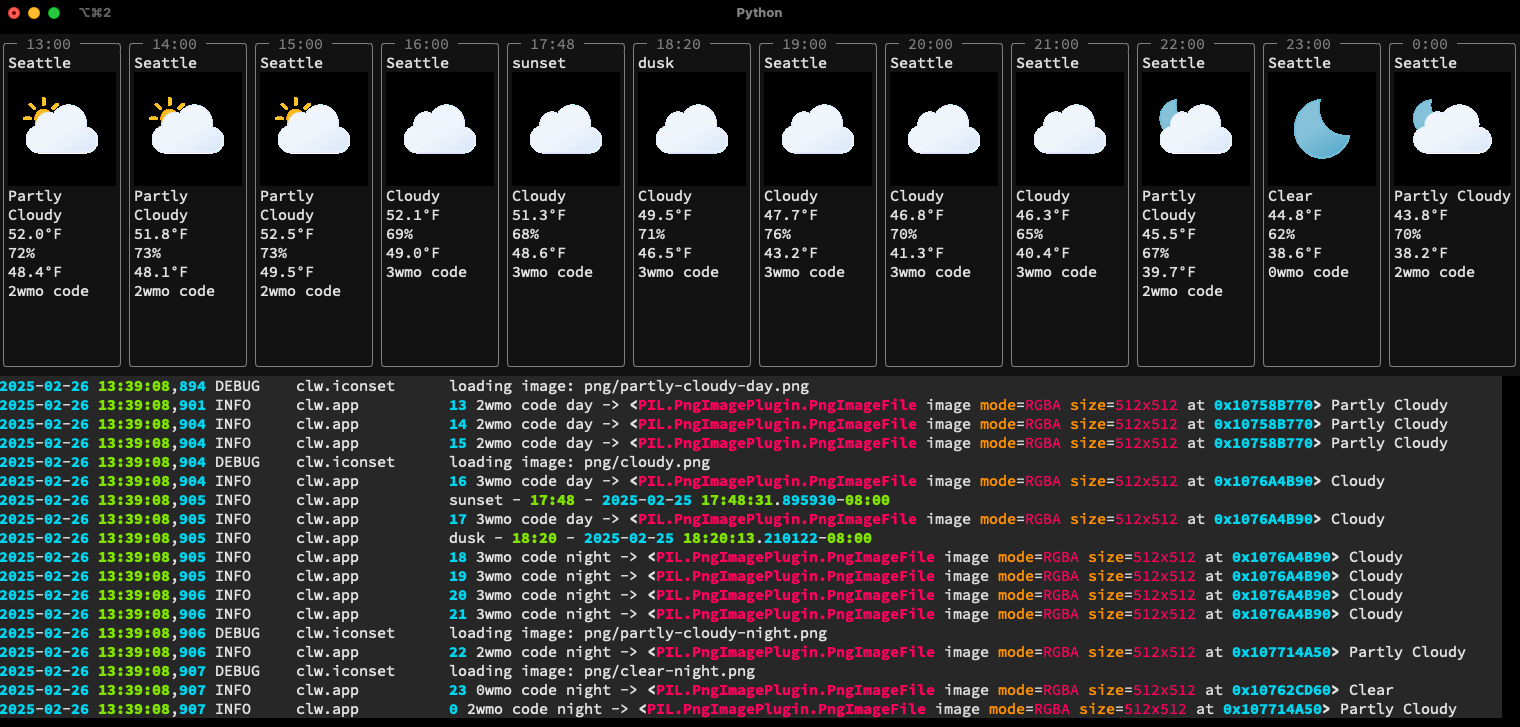 ⌥⌘2 Python
13:00 14:00 15:00 16:00 17:48 18:20 19:00 20:00 21:00 22:00 23:00 0:00
Seattle Seattle Seattle Seattle sunset dusk Seattle Seattle Seattle Seattle Seattle Seattle
Partly Partly Partly Cloudy Cloudy Cloudy Cloudy Cloudy Cloudy Partly Clear Partly Cloudy
Cloudy Cloudy Cloudy 52.1°F 51.3°F 49.5°F 47.7°F 46.8°F 46.3°F Cloudy 44.8°F 43.8°F
52.0°F 51.8°F 52.5°F 69% 68% 71% 76% 70% 65% 45.5°F 62% 70%
72% 73% 73% 49.0°F 48.6°F 46.5°F 43.2°F 41.3°F 40.4°F 67% 38.6°F 38.2°F
48.4°F 48.1°F 49.5°F 3wmo code 3wmo code 3wmo code 3wmo code 3wmo code 3wmo code 39.7°F 0wmo code 2wmo code
2wmo code 2wmo code 2wmo code 2wmo code
2025-02-26 13:39:08,894 DEBUG clw.iconset loading image: png/partly-cloudy-day.png
2025-02-26 13:39:08,901 INFO clw.app 13 2wmo code day -> <PIL.PngImagePlugin.PngImageFile image mode=RGBA size=512x512 at 0x10758B770> Partly Cloudy
2025-02-26 13:39:08,904 INFO clw.app 14 2wmo code day -> <PIL.PngImagePlugin.PngImageFile image mode=RGBA size=512x512 at 0x10758B770> Partly Cloudy
2025-02-26 13:39:08,904 INFO clw.app 15 2wmo code day -> <PIL.PngImagePlugin.PngImageFile image mode=RGBA size=512x512 at 0x10758B770> Partly Cloudy
2025-02-26 13:39:08,904 DEBUG clw.iconset loading image: png/cloudy.png
2025-02-26 13:39:08,904 INFO clw.app 16 3wmo code day -> <PIL.PngImagePlugin.PngImageFile image mode=RGBA size=512x512 at 0x1076A4B90> Cloudy
2025-02-26 13:39:08,905 INFO clw.app sunset - 17:48 - 2025-02-25 17:48:31.895930-08:00
2025-02-26 13:39:08,905 INFO clw.app 17 3wmo code day -> <PIL.PngImagePlugin.PngImageFile image mode=RGBA size=512x512 at 0x1076A4B90> Cloudy
2025-02-26 13:39:08,905 INFO clw.app dusk - 18:20 - 2025-02-25 18:20:13.210122-08:00
2025-02-26 13:39:08,905 INFO clw.app 18 3wmo code night -> <PIL.PngImagePlugin.PngImageFile image mode=RGBA size=512x512 at 0x1076A4B90> Cloudy
2025-02-26 13:39:08,905 INFO clw.app 19 3wmo code night -> <PIL.PngImagePlugin.PngImageFile image mode=RGBA size=512x512 at 0x1076A4B90> Cloudy
2025-02-26 13:39:08,906 INFO clw.app 20 3wmo code night -> <PIL.PngImagePlugin.PngImageFile image mode=RGBA size=512x512 at 0x1076A4B90> Cloudy
2025-02-26 13:39:08,906 INFO clw.app 21 3wmo code night -> <PIL.PngImagePlugin.PngImageFile image mode=RGBA size=512x512 at 0x1076A4B90> Cloudy
2025-02-26 13:39:08,906 DEBUG clw.iconset loading image: png/partly-cloudy-night.png
2025-02-26 13:39:08,906 INFO clw.app 22 2wmo code night -> <PIL.PngImagePlugin.PngImageFile image mode=RGBA size=512x512 at 0x107714A50> Partly Cloudy
2025-02-26 13:39:08,907 DEBUG clw.iconset loading image: png/clear-night.png
2025-02-26 13:39:08,907 INFO clw.app 23 0wmo code night -> <PIL.PngImagePlugin.PngImageFile image mode=RGBA size=512x512 at 0x10762CD60> Clear
2025-02-26 13:39:08,907 INFO clw.app 0 2wmo code night -> <PIL.PngImagePlugin.PngImageFile image mode=RGBA size=512x512 at 0x107714A50> Partly Cloudy